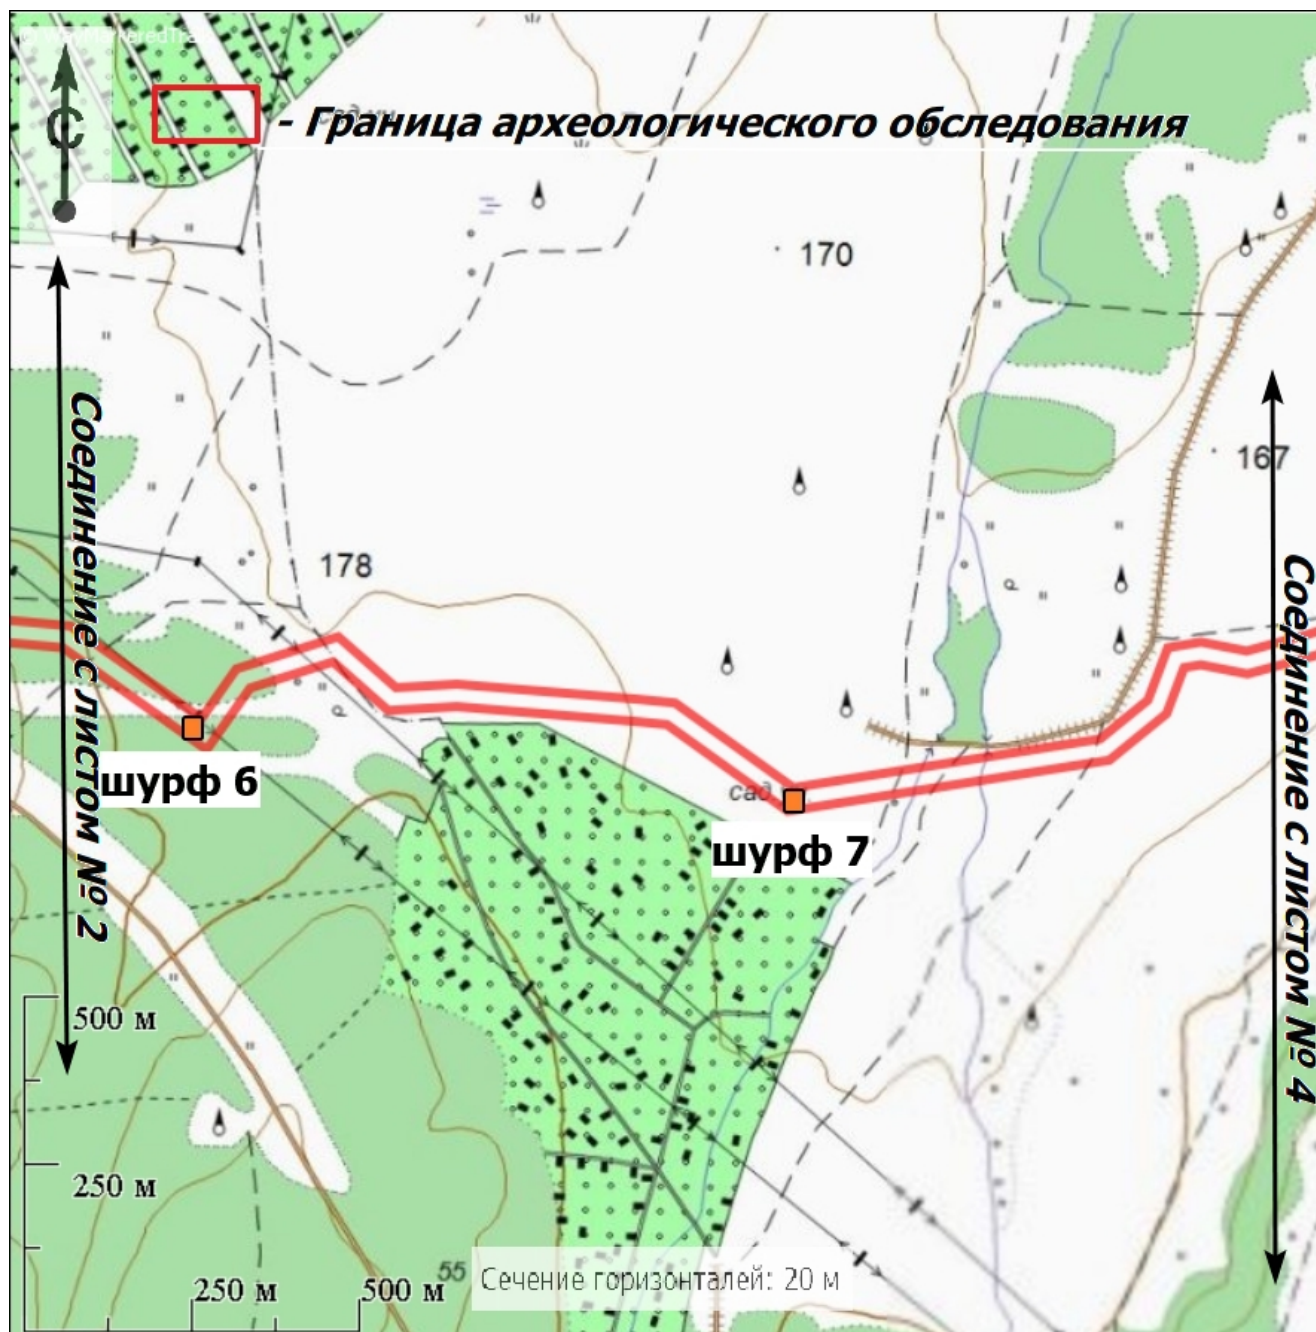 С
- Граница археологического обследования
170
167
178
Соединение с листом № 2
Соединение с листом № 4
шурф 6
сад
шурф 7
500 м
250 м
250 м
500 м
55
Сечение горизонталей: 20 м